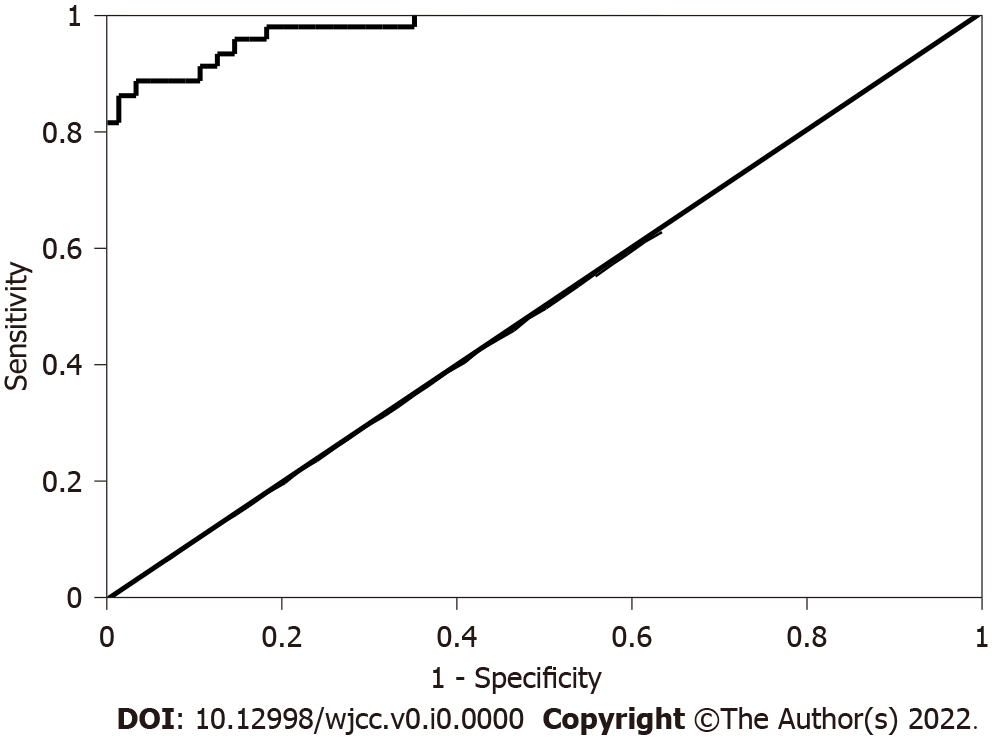 1
0.8
0.6
0.4
0.2
0
Sensitivity
0 0.2 0.4 0.6 0.8 1
1 - Specificity
DOI: 10.12998/wjcc.v0.i0.0000 Copyright ©The Author(s) 2022.